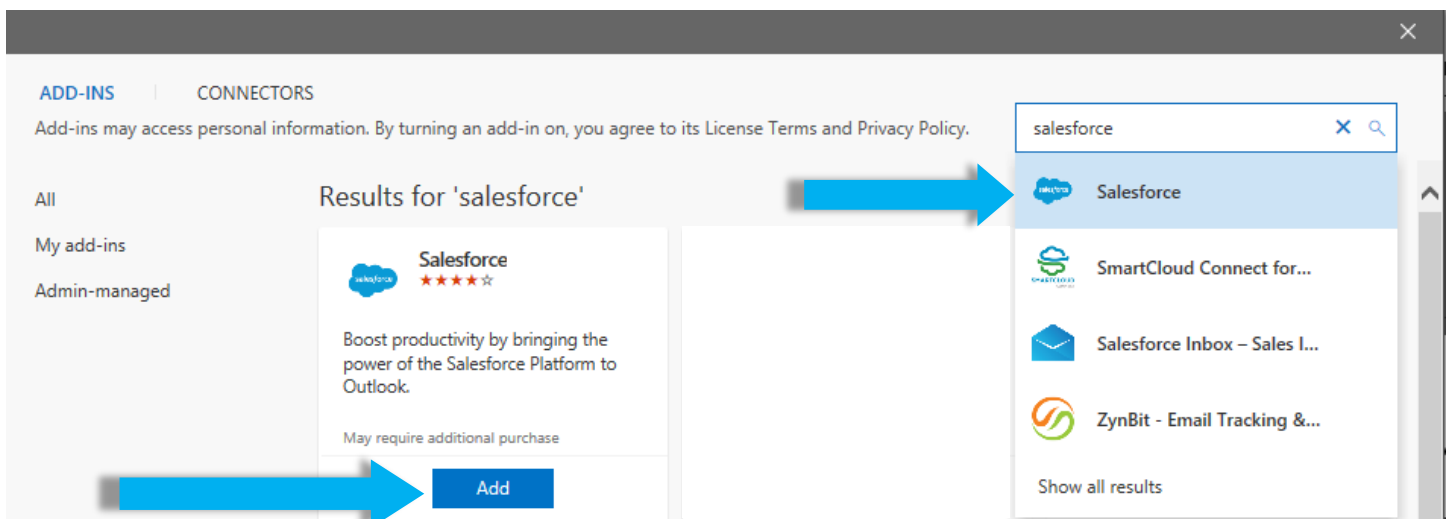 ADD-INS
CONNECTORS
Add-ins may access personal information. By turning an add-in on, you agree to its License Terms and Privacy Policy.
salesforce
All
My add-ins
Admin-managed
Results for 'salesforce'
salesforce
Salesforce
Boost productivity by bringing the
power of the Salesforce Platform to
Outlook.
May require additional purchase
Add
salesforce
Salesforce
SMARTCLOUD
SmartCloud Connect for...
Salesforce Inbox – Sales I...
ZynBit - Email Tracking &...
Show all results